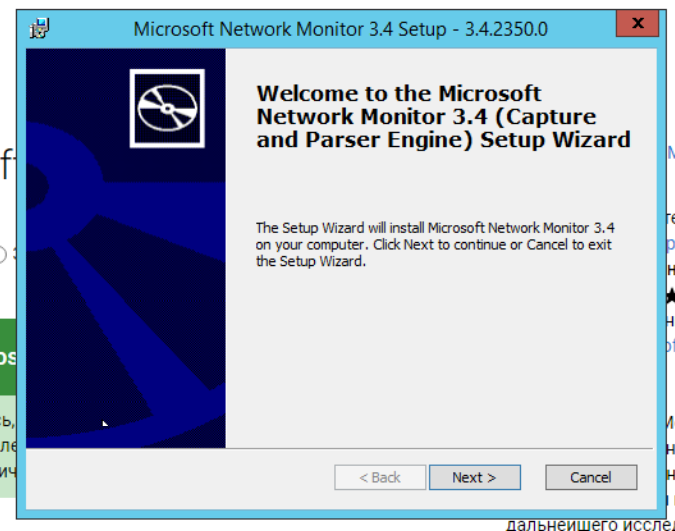 Microsoft Network Monitor 3.4 Setup - 3.4.2350.0
x
Welcome to the Microsoft
Network Monitor 3.4 (Capture
and Parser Engine) Setup Wizard
The Setup Wizard will install Microsoft Network Monitor 3.4
on your computer. Click Next to continue or Cancel to exit
the Setup Wizard.
< Back
Next >
Cancel
дальнейшего